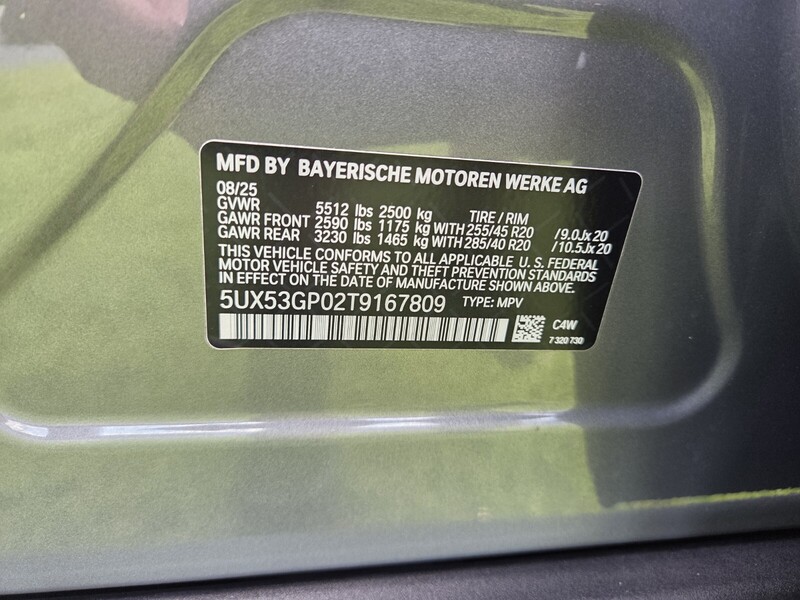 MFD BY BAYERISCHE MOTOREN WERKE AG
08/25
GVWR 5512 lbs 2500 kg TIRE / RIM
GAWR FRONT 2590 lbs 1175 kg WITH 255/45 R20 /9.0Jx20
GAWR REAR 3230 lbs 1465 kg WITH 285/40 R20 /10.5Jx20
THIS VEHICLE CONFORMS TO ALL APPLICABLE U. S. FEDERAL
MOTOR VEHICLE SAFETY AND THEFT PREVENTION STANDARDS
IN EFFECT ON THE DATE OF MANUFACTURE SHOWN ABOVE.
5UX53GP02T9167809 TYPE: MPV
C4W
7 320 730